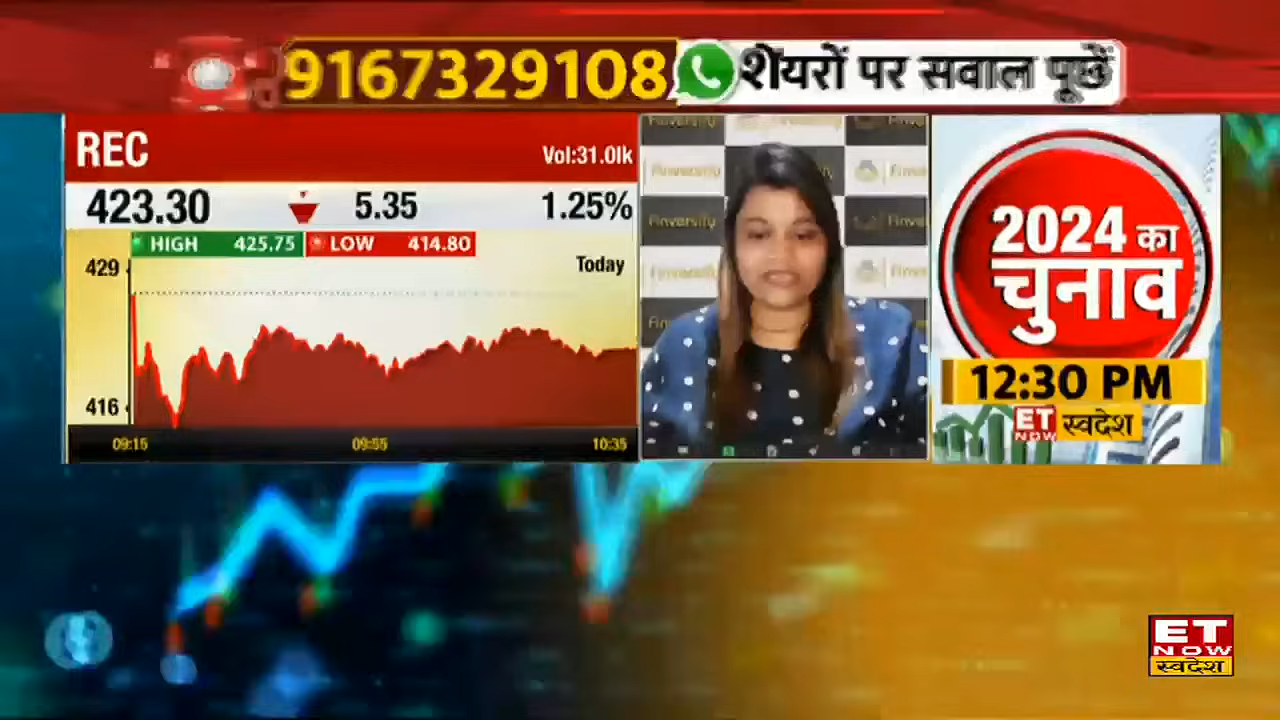 9167329108 शेयरों पर सवाल पूछें
REC Vol:31.0lk
423.30 5.35 1.25%
HIGH 425.75 LOW 414.80
Today
429
416
09:15 09:55 10:35
Finversify
2024 का
चुनाव
12:30 PM
ET NOW स्वदेश
ET
NOW
स्वदेश